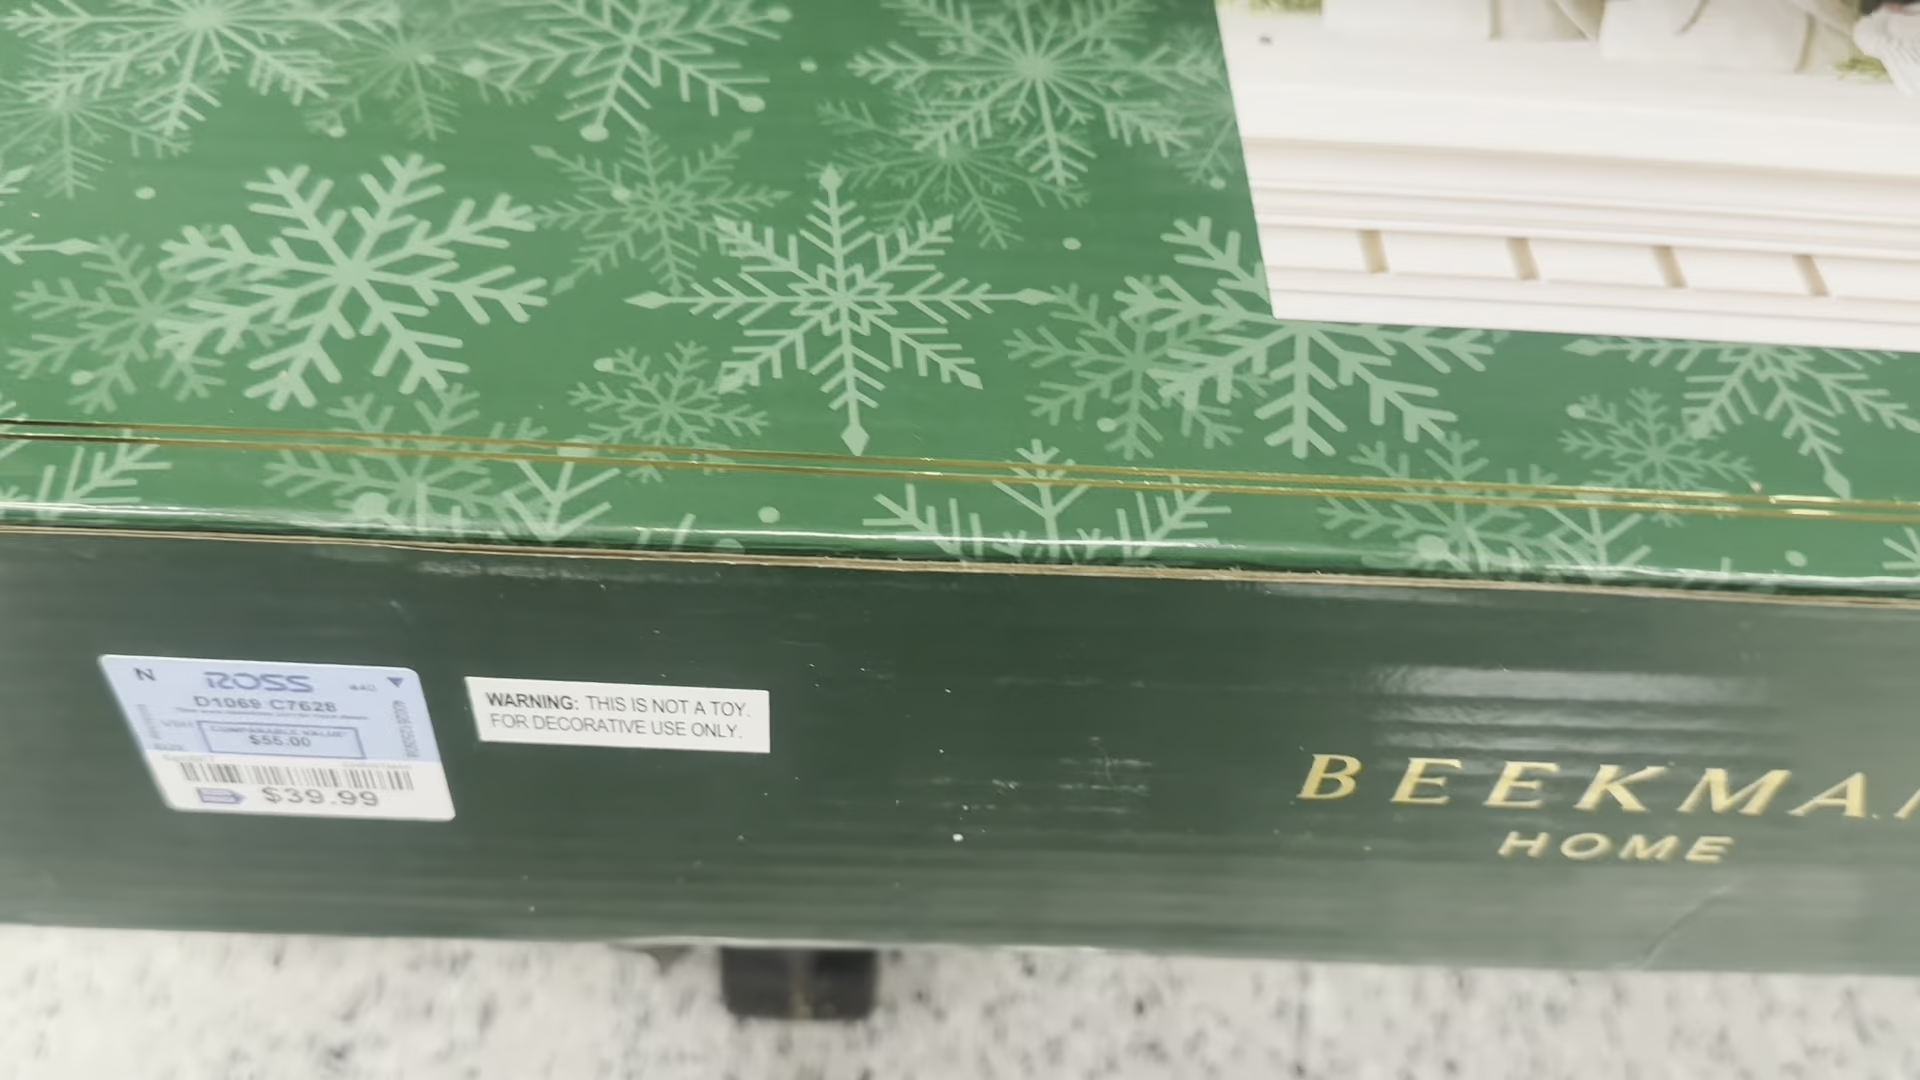 N ROSS
D1069 C7628
COMPARABLE VALUE*
$55.00
$39.99
WARNING: THIS IS NOT A TOY.
FOR DECORATIVE USE ONLY.
BEEKMA
HOME